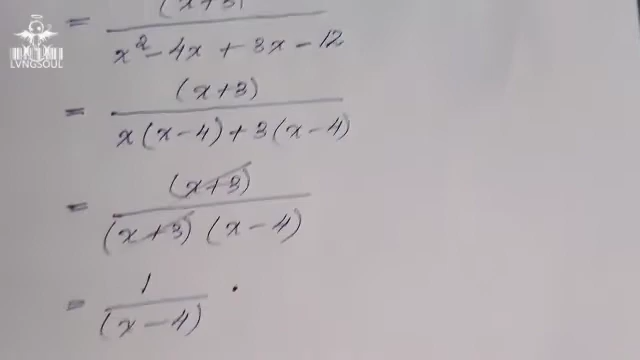 LVNGSOUL
= (x+3)
x² - 4x + 3x - 12
= (x+3)
x(x-4)+3(x-4)
= (x+3)
(x+3) (x-4)
= 1
(x-4)